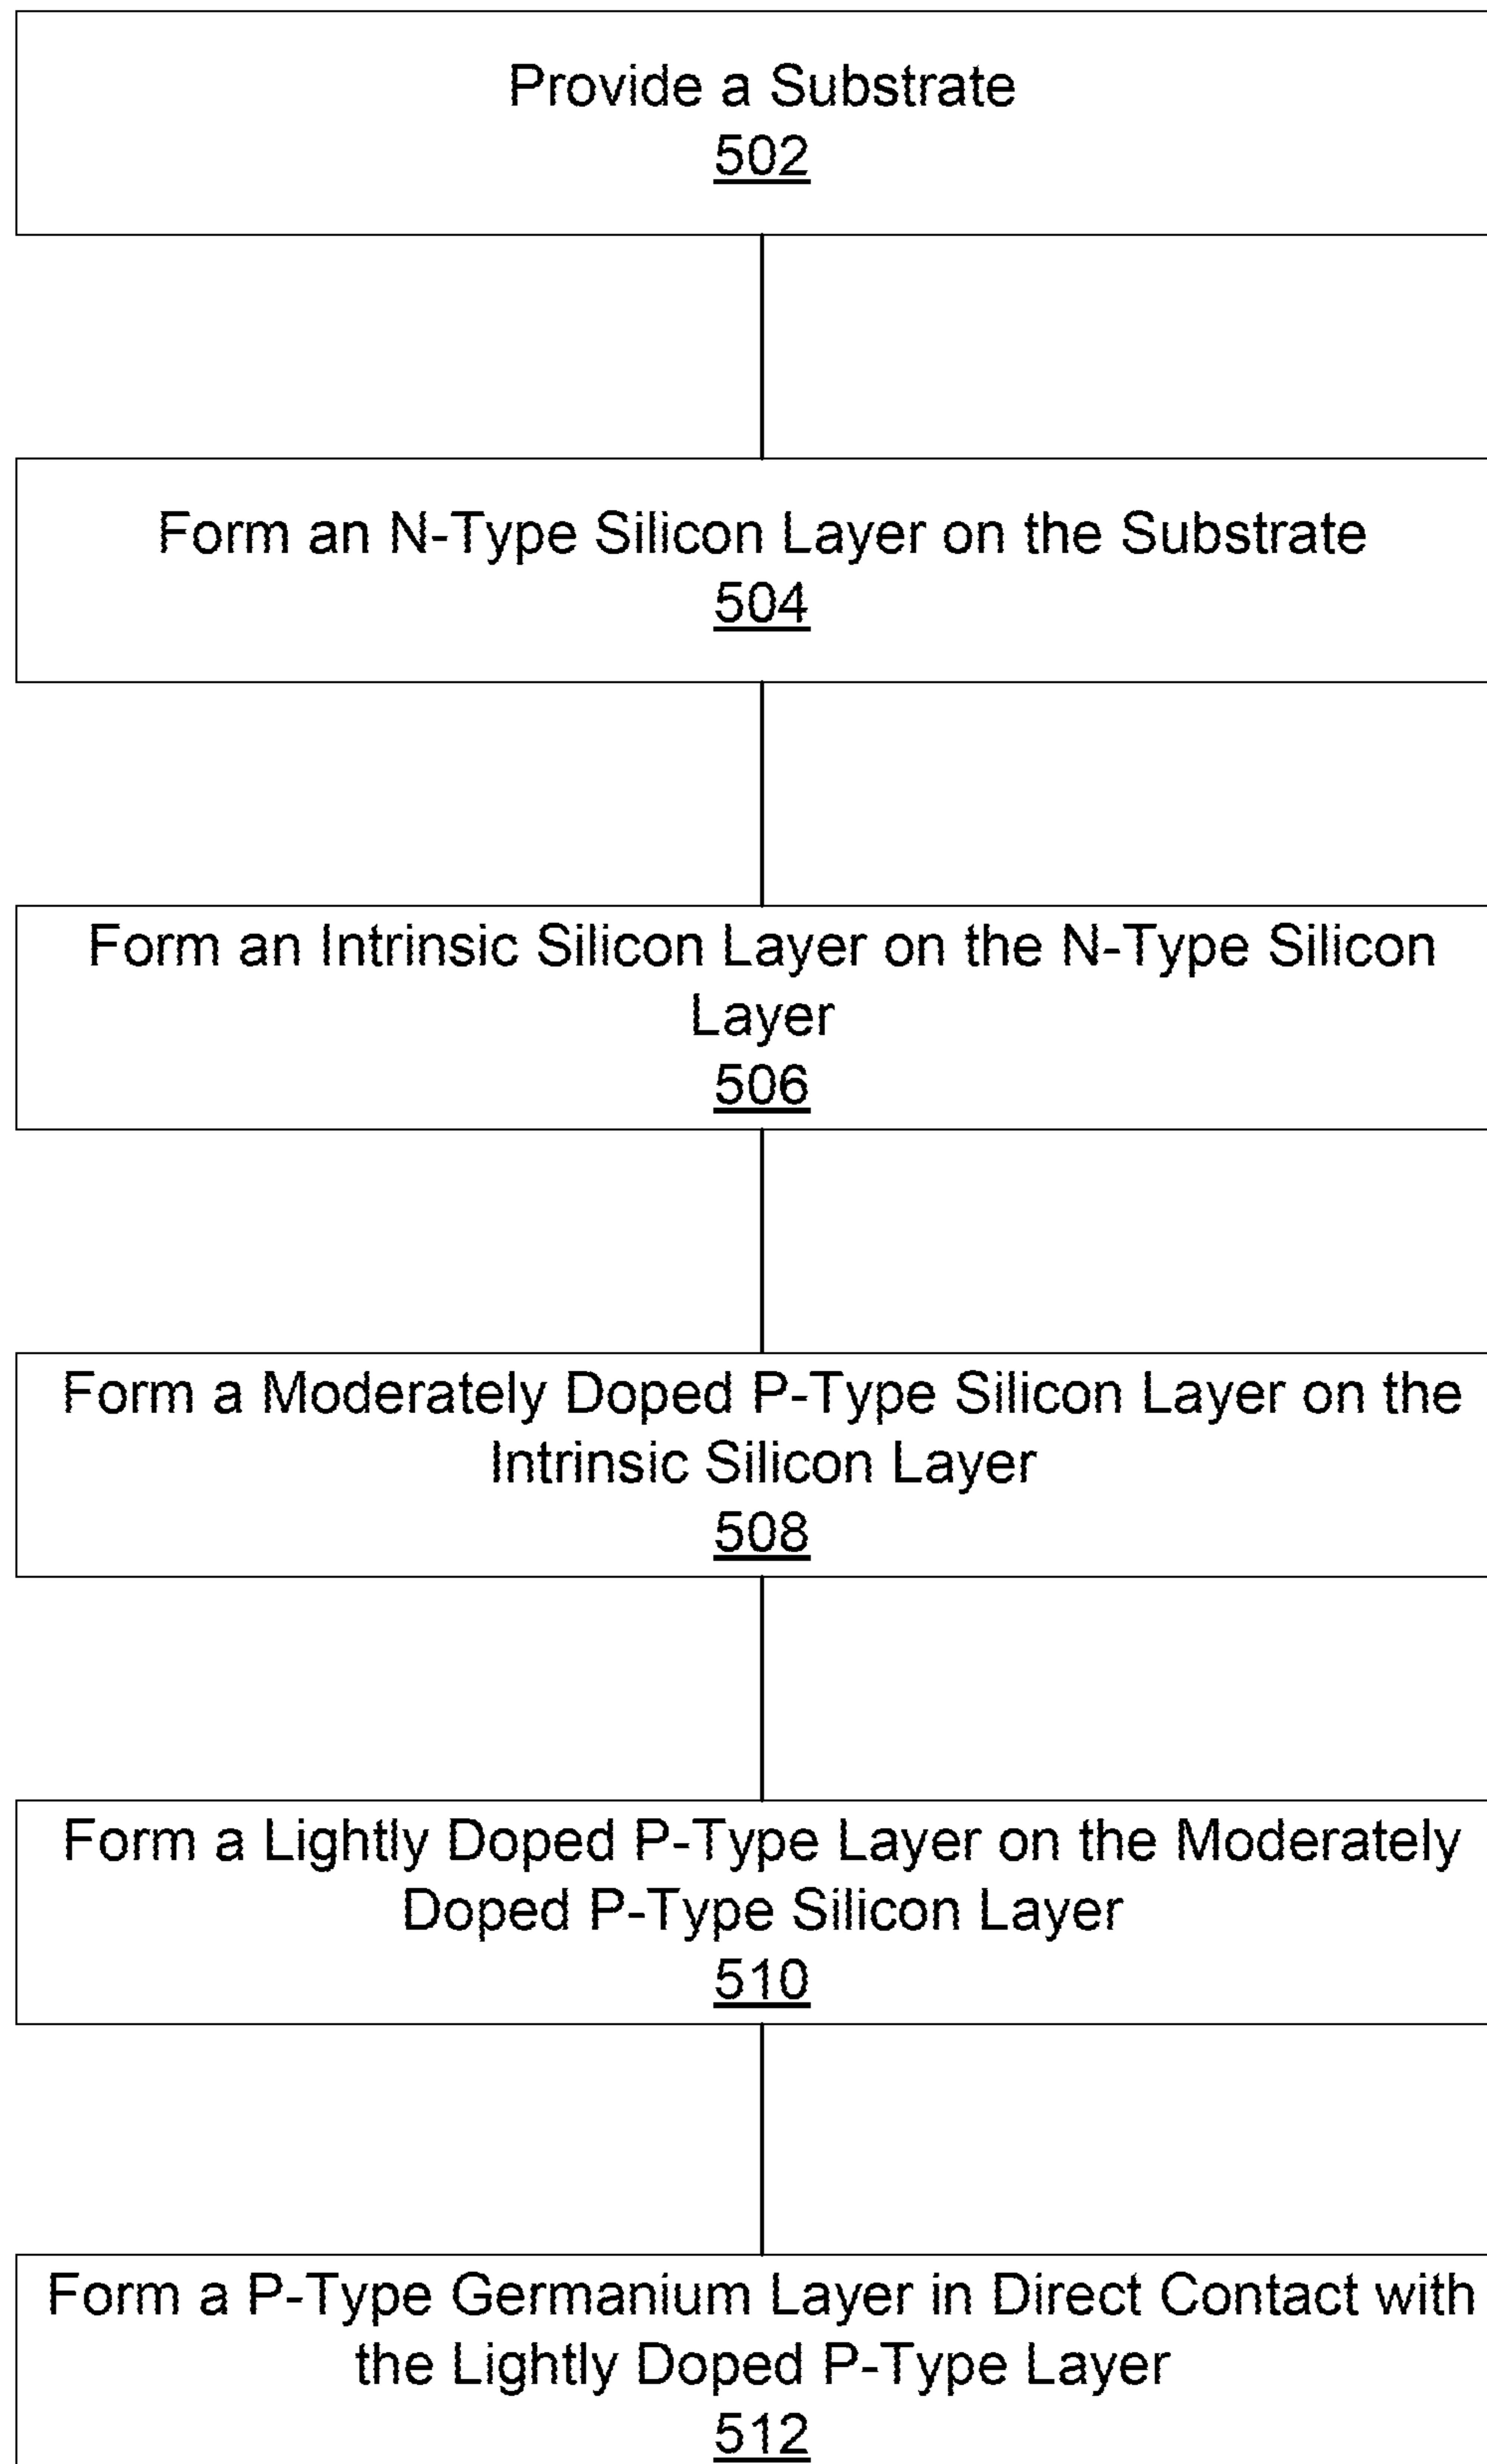 Provide a Substrate
502
Form an N-Type Silicon Layer on the Substrate
504
Form an Intrinsic Silicon Layer on the N-Type Silicon
Layer
506
Form a Moderately Doped P-Type Silicon Layer on the
Intrinsic Silicon Layer
508
Form a Lightly Doped P-Type Layer on the Moderately
Doped P-Type Silicon Layer
510
Form a P-Type Germanium Layer in Direct Contact with
the Lightly Doped P-Type Layer
512